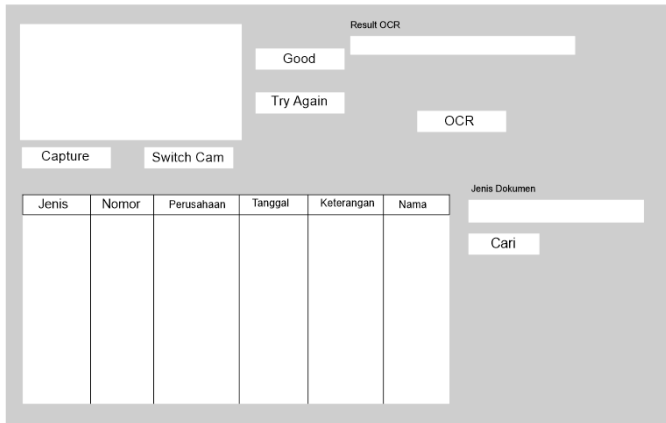 Result OCR
Good
Try Again
OCR
Capture
Switch Cam
Jenis Dokumen
Jenis Nomor Perusahaan Tanggal Keterangan Nama
Cari